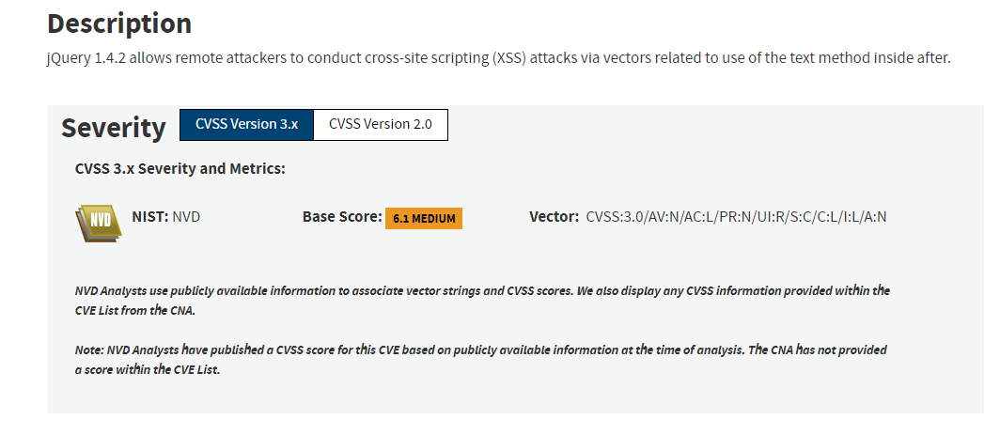 Description
jQuery 1.4.2 allows remote attackers to conduct cross-site scripting (XSS) attacks via vectors related to use of the text method inside after.
Severity CVSS Version 3.x CVSS Version 2.0
CVSS 3.x Severity and Metrics:
NVD NIST: NVD Base Score: 6.1 MEDIUM Vector: CVSS:3.0/AV:N/AC:L/PR:N/UI:R/S:C/C:L/I:L/A:N
NVD Analysts use publicly available information to associate vector strings and CVSS scores. We also display any CVSS information provided within the
CVE List from the CNA.
Note: NVD Analysts have published a CVSS score for this CVE based on publicly available information at the time of analysis. The CNA has not provided
a score within the CVE List.